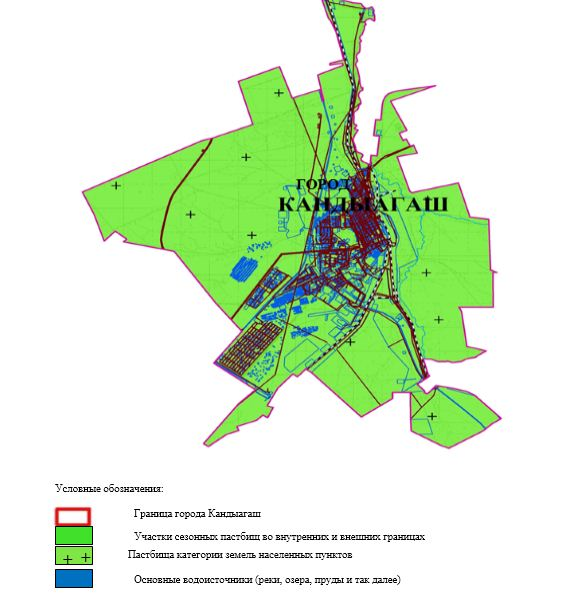 ГОРОД
КАНДЫАГАШ
Условные обозначения:
Граница города Кандыагаш
Участки сезонных пастбищ во внутренних и внешних границах
Пастбища категории земель населенных пунктов
Основные водоисточники (реки, озера, пруды и так далее)